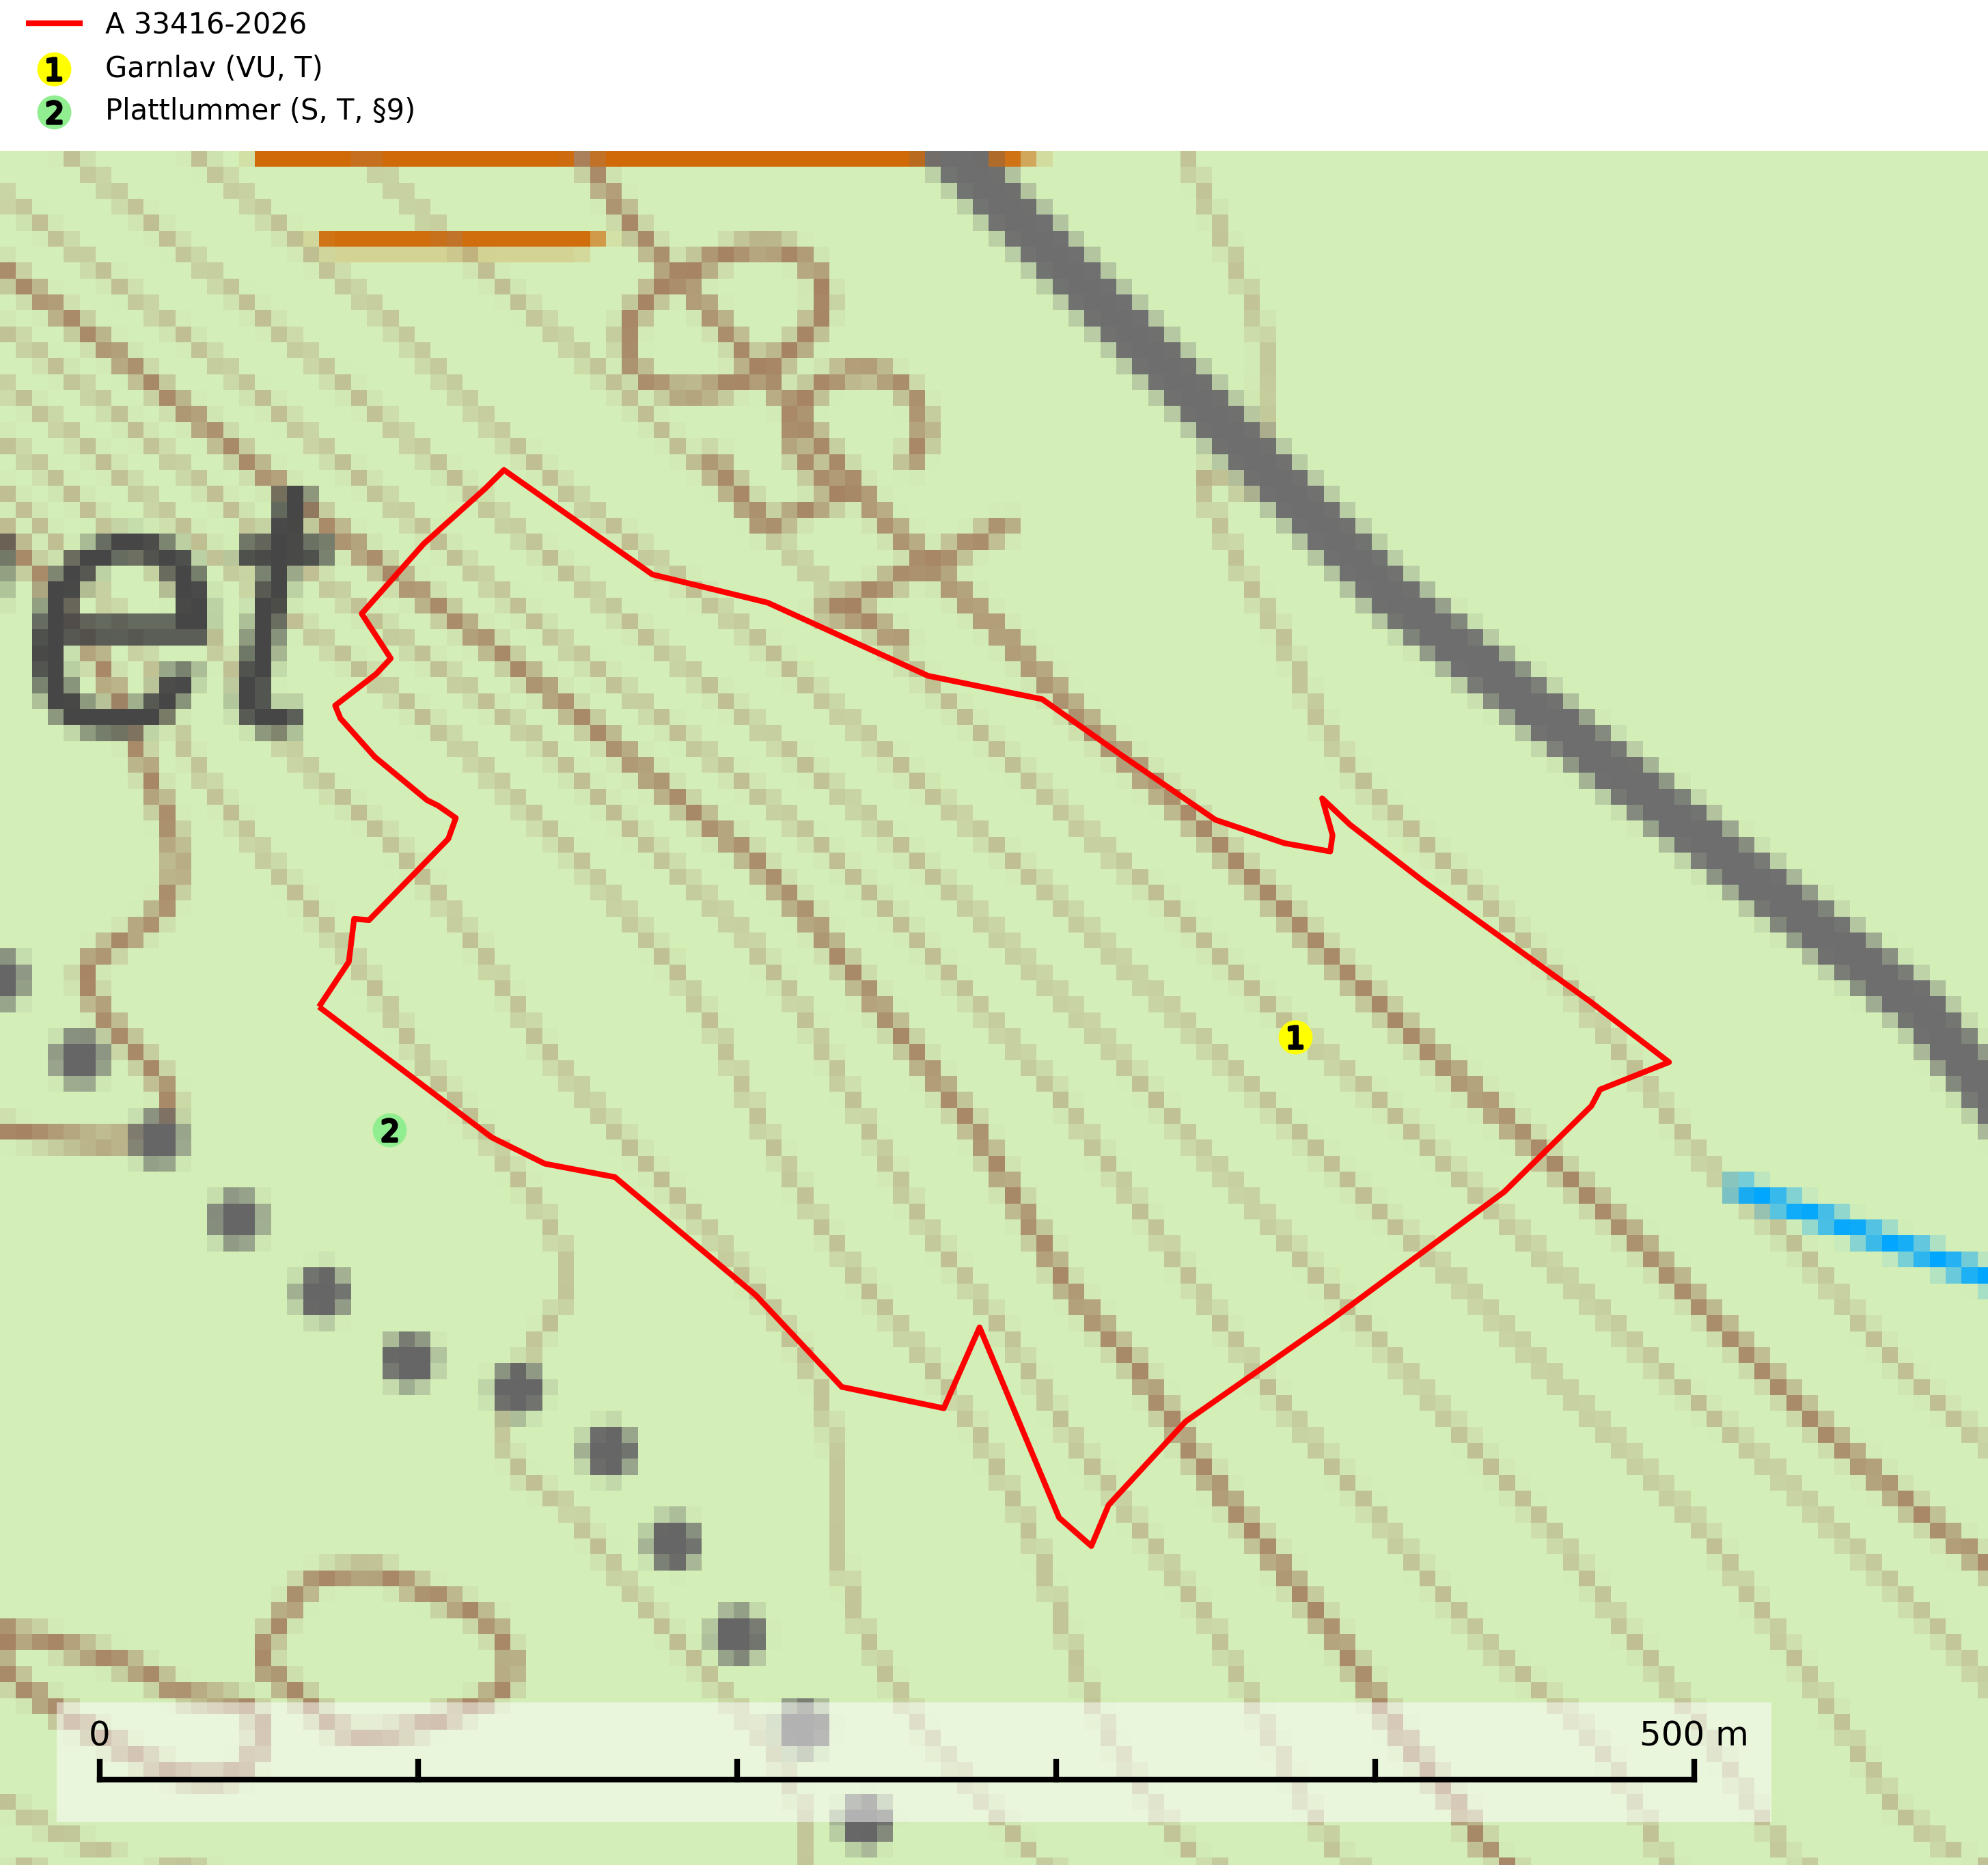 A 33416-2026
1 Garnlav (VU, T)
2 Plattlummer (S, T, §9)
et
1
2
0 500 m